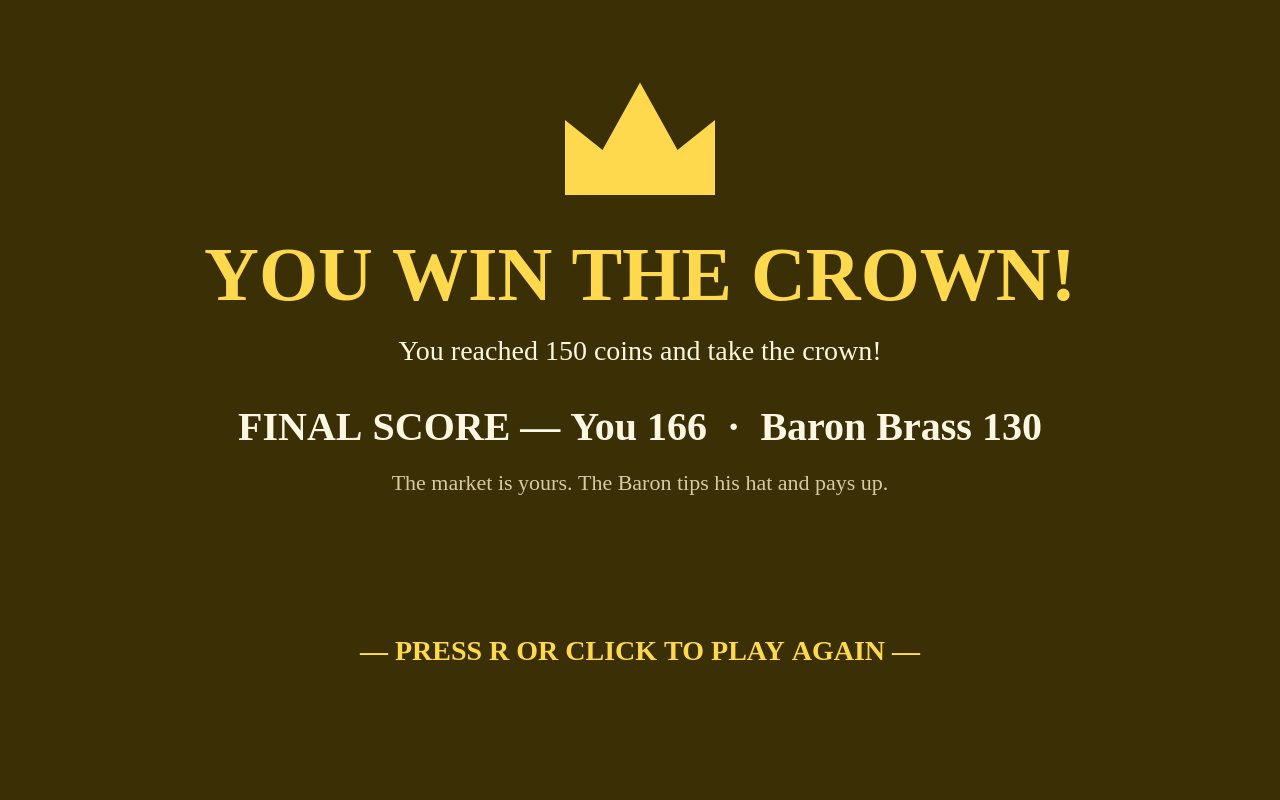 YOU WIN THE CROWN!
You reached 150 coins and take the crown!
FINAL SCORE — You 166 · Baron Brass 130
The market is yours. The Baron tips his hat and pays up.
— PRESS R OR CLICK TO PLAY AGAIN —